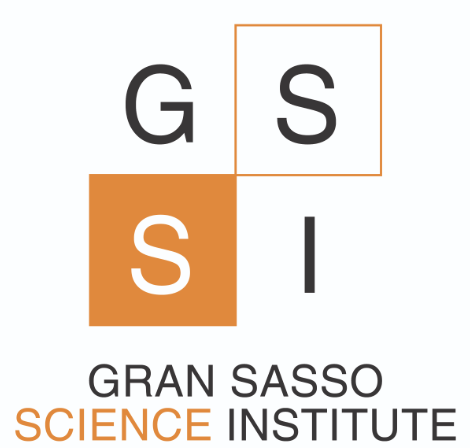 G S
S I
GRAN SASSO
SCIENCE INSTITUTE